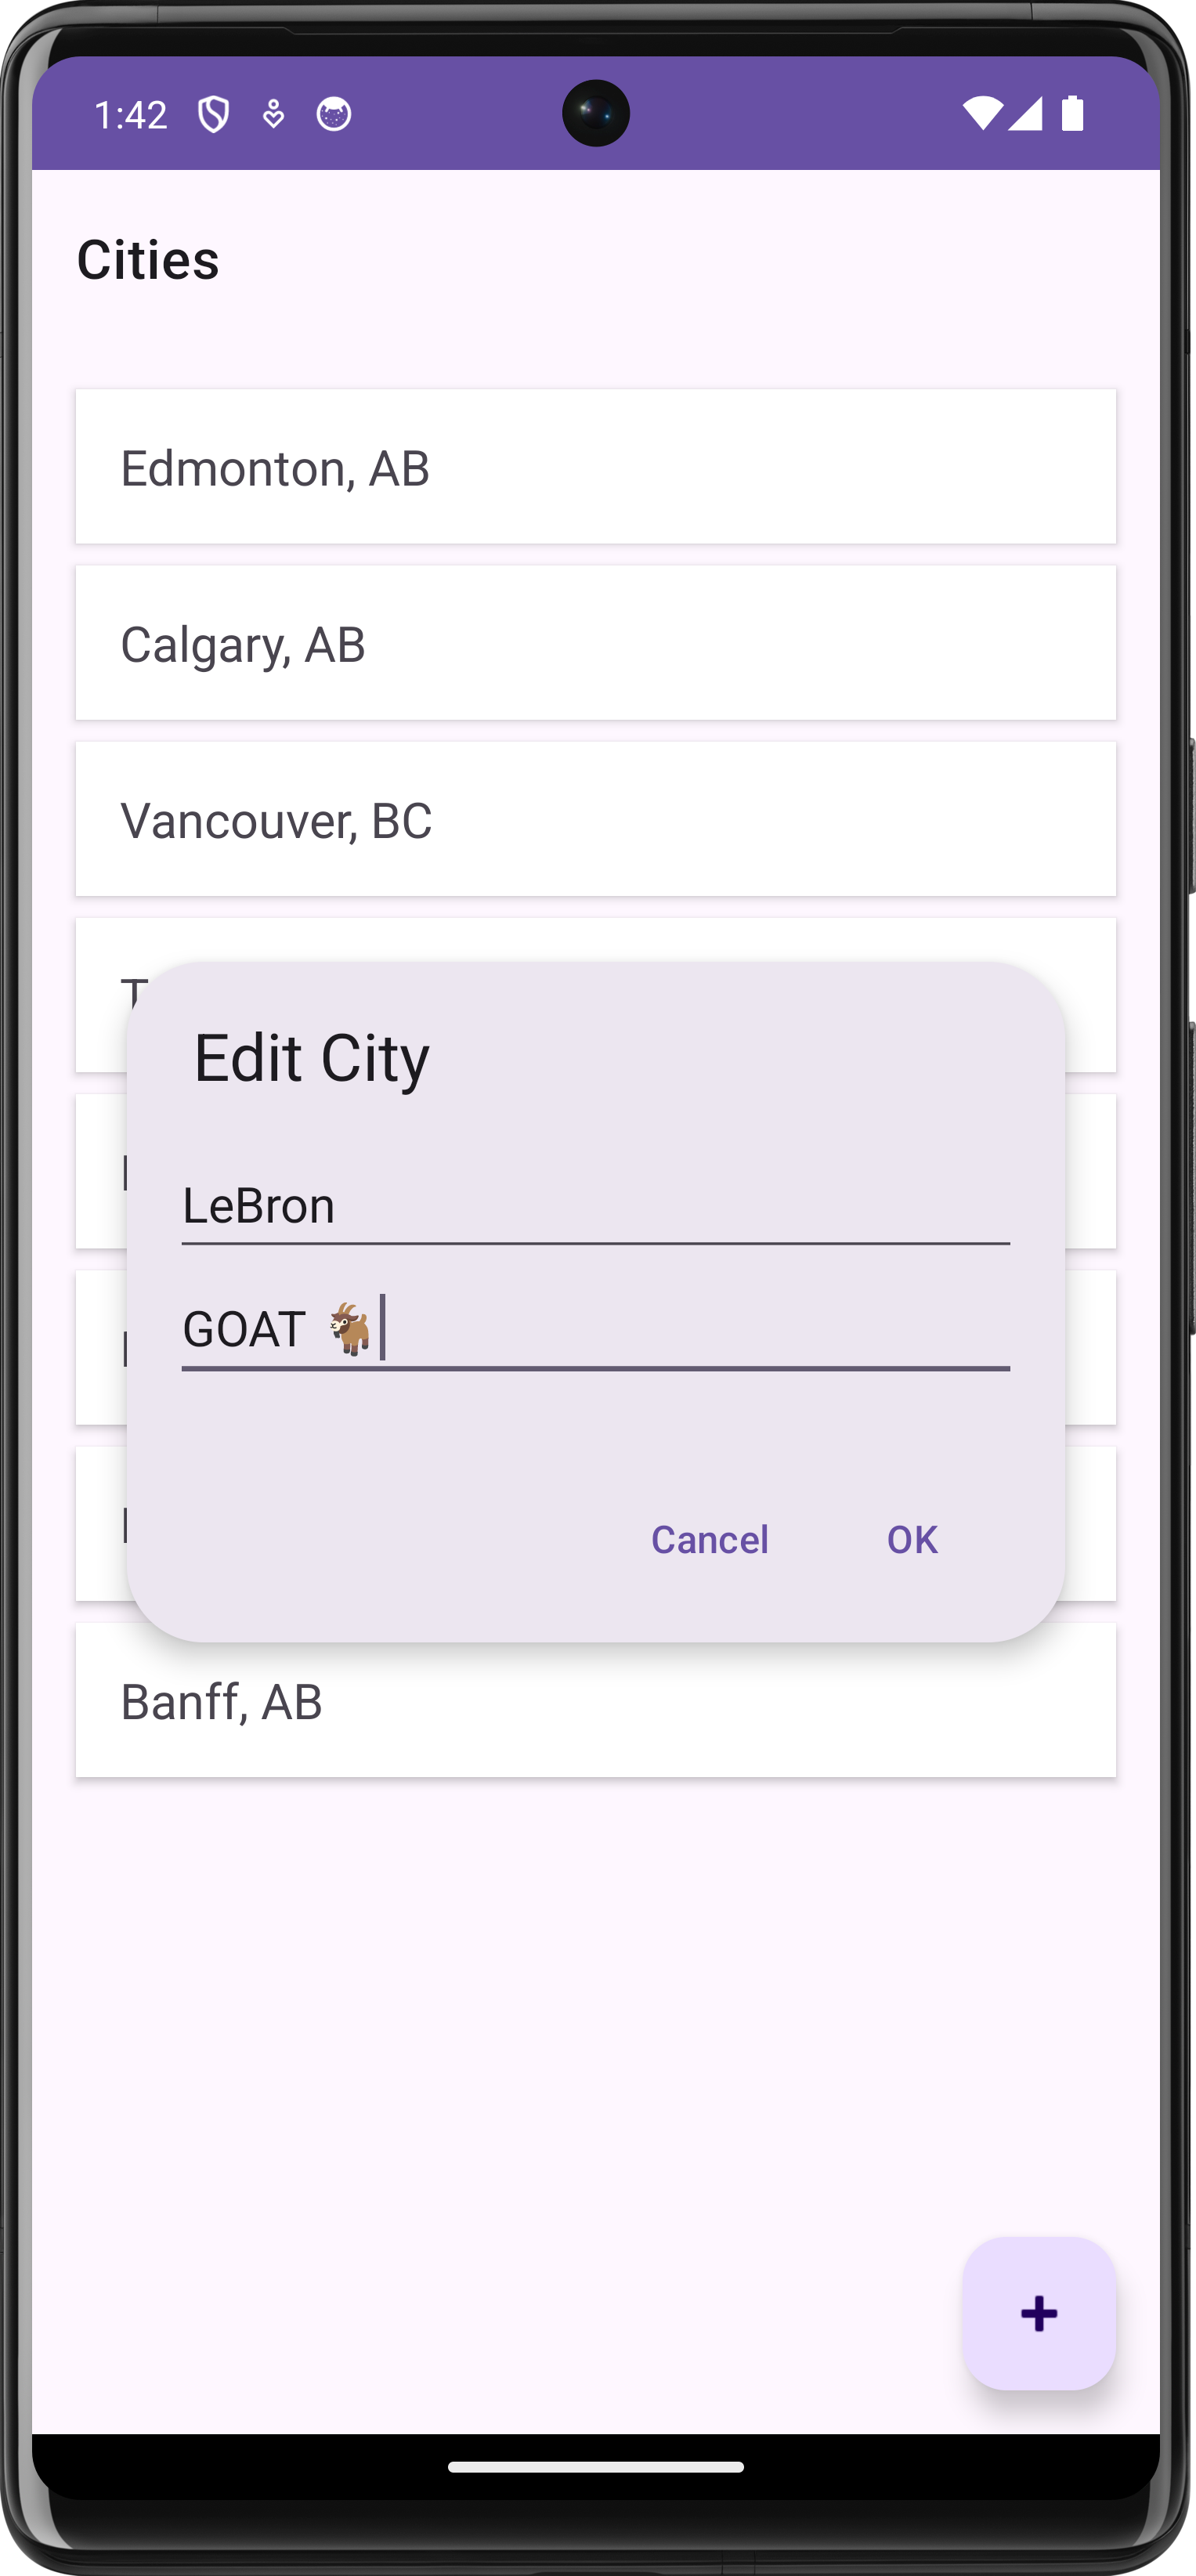 1:42
Cities
Edmonton, AB
Calgary, AB
Vancouver, BC
Edit City
LeBron
GOAT 🐐
Cancel
OK
Banff, AB
+